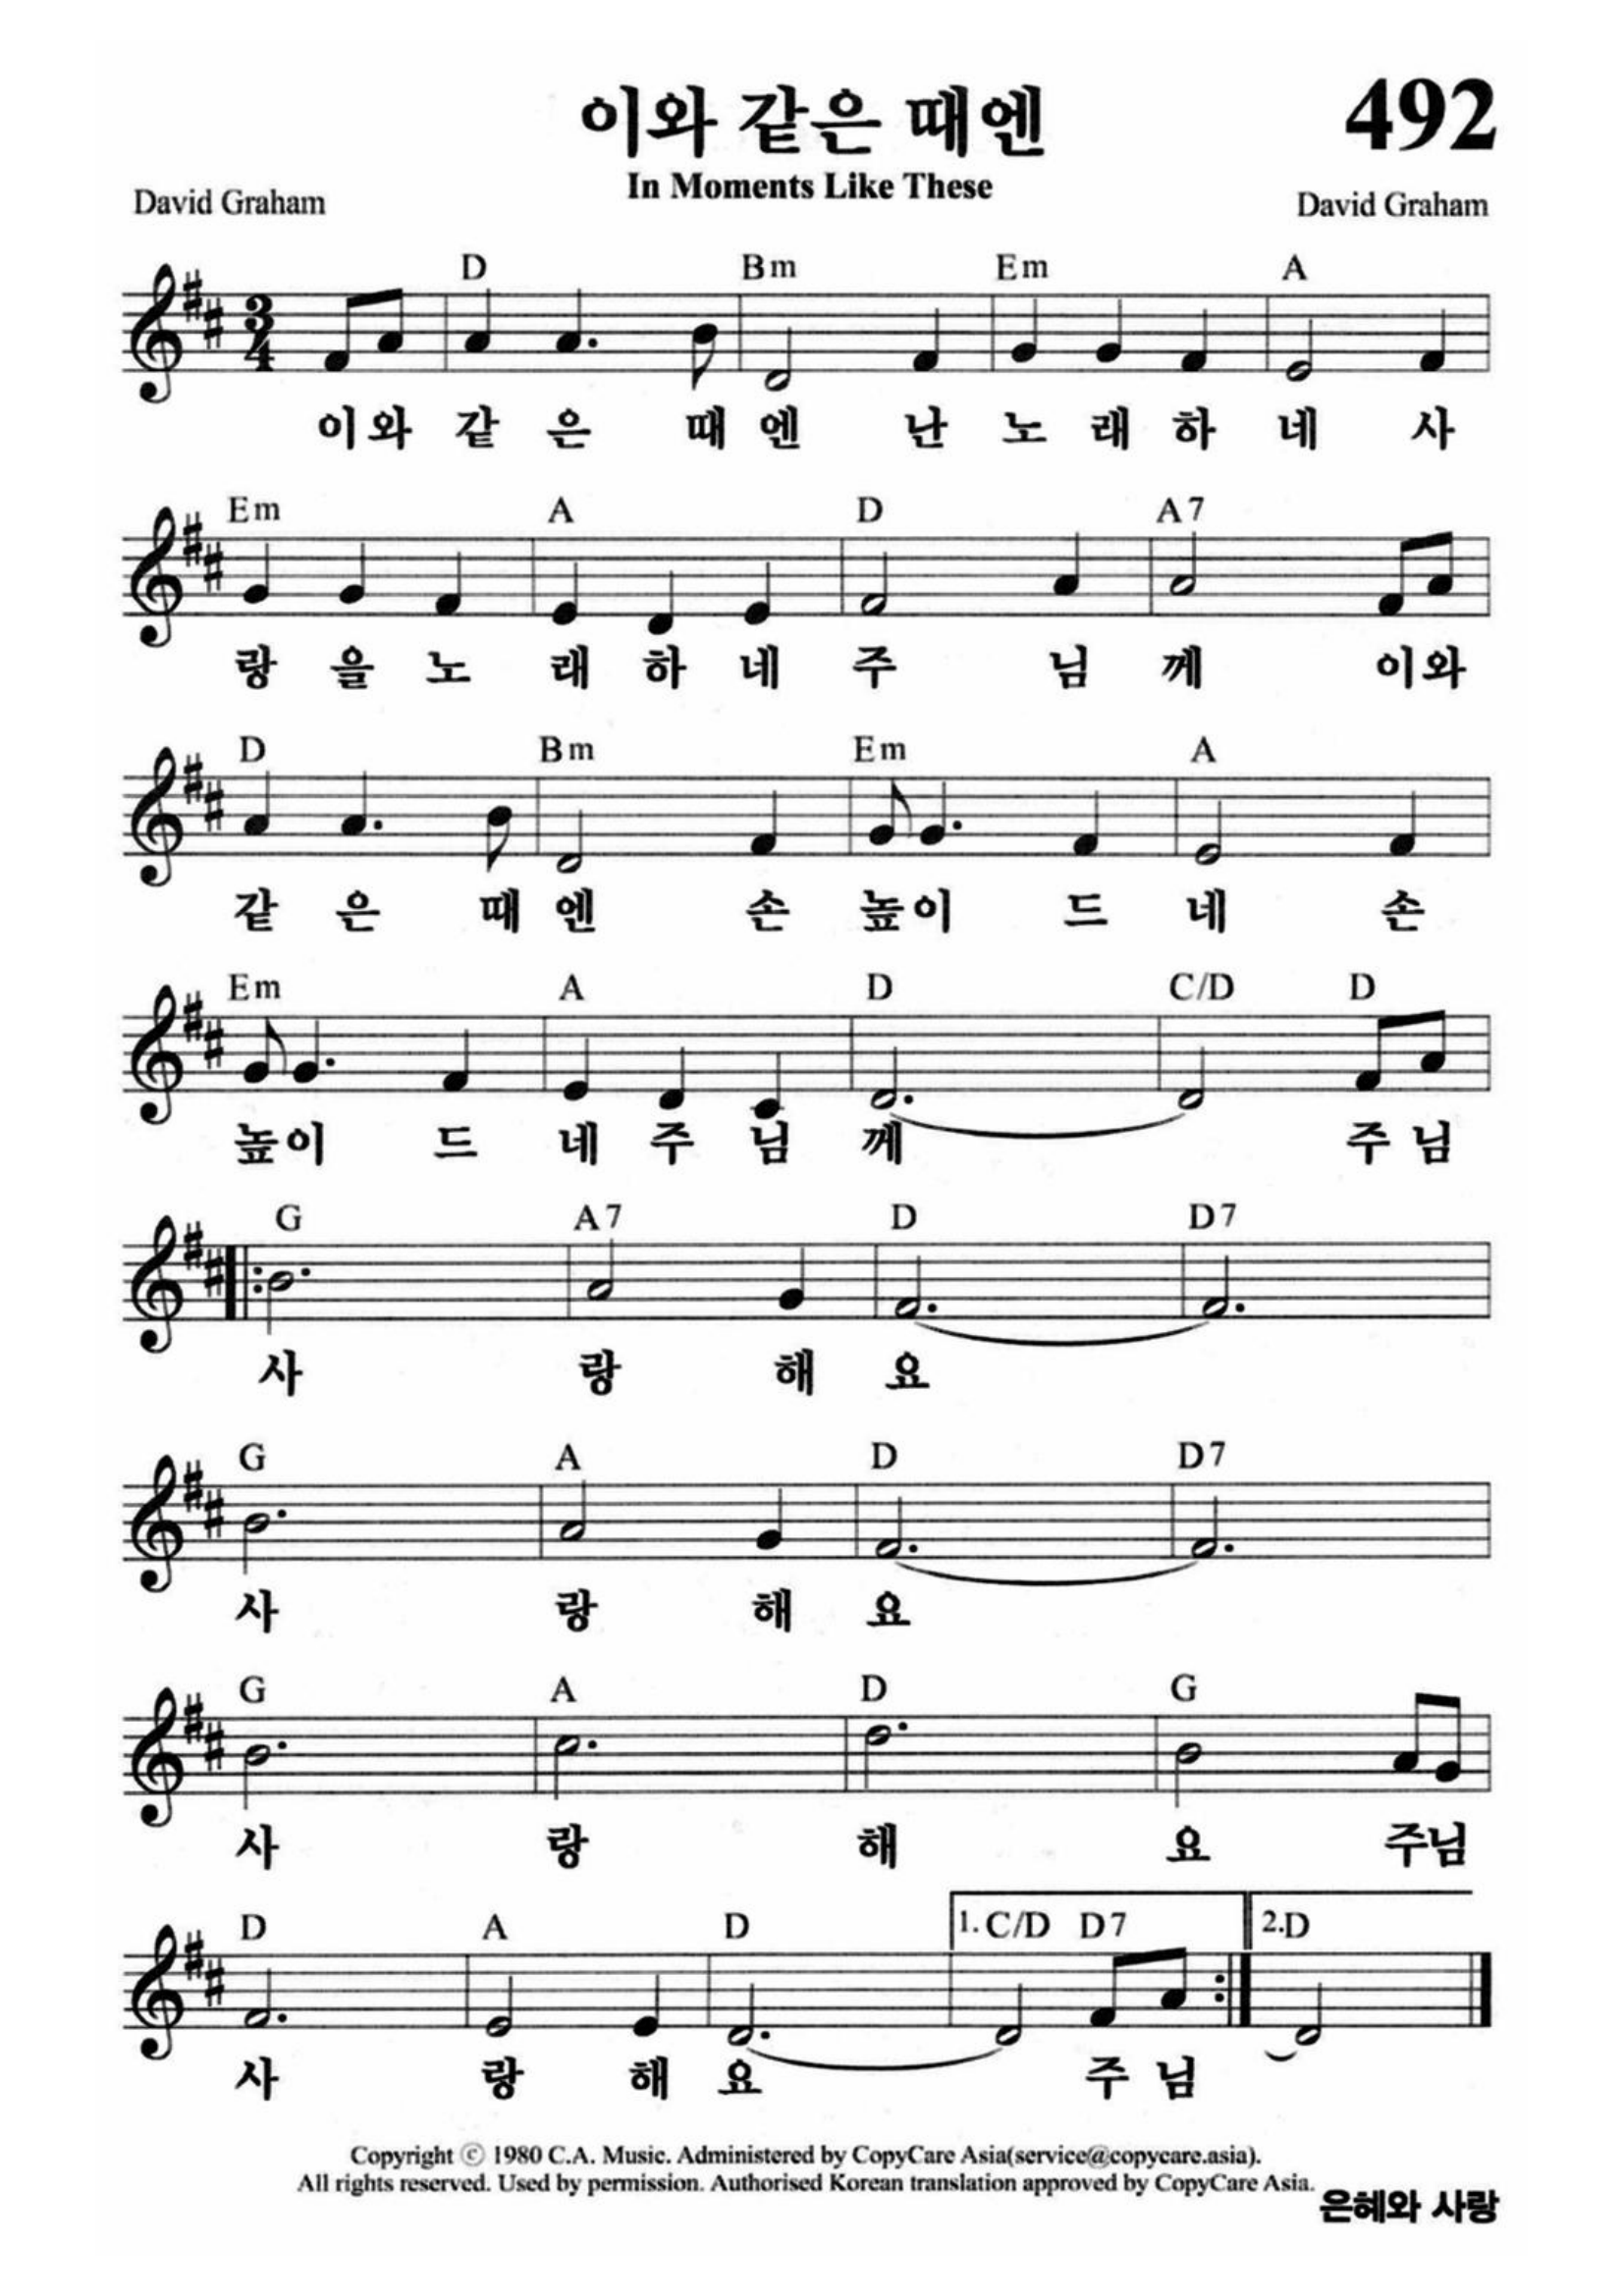 이와 같은 때엔 492
In Moments Like These
David Graham David Graham
D Bm Em A
이와 같 은 때 엔 난 노 래 하 네 사
Em A D A7
랑 을 노 래 하 네 주 님 께 이와
D Bm Em A
같 은 때 엔 손 높이 드 네 손
Em A D C/D D
높이 드 네 주 님 께 주 님
G A7 D D7
사 랑 해 요
G A D D7
사 랑 해 요
G A D G
사 랑 해 요 주님
D A D 1. C/D D7 2. D
사 랑 해 요 주 님
Copyright © 1980 C.A. Music. Administered by CopyCare Asia(service@copycare.asia).
All rights reserved. Used by permission. Authorised Korean translation approved by CopyCare Asia.
은혜와 사랑